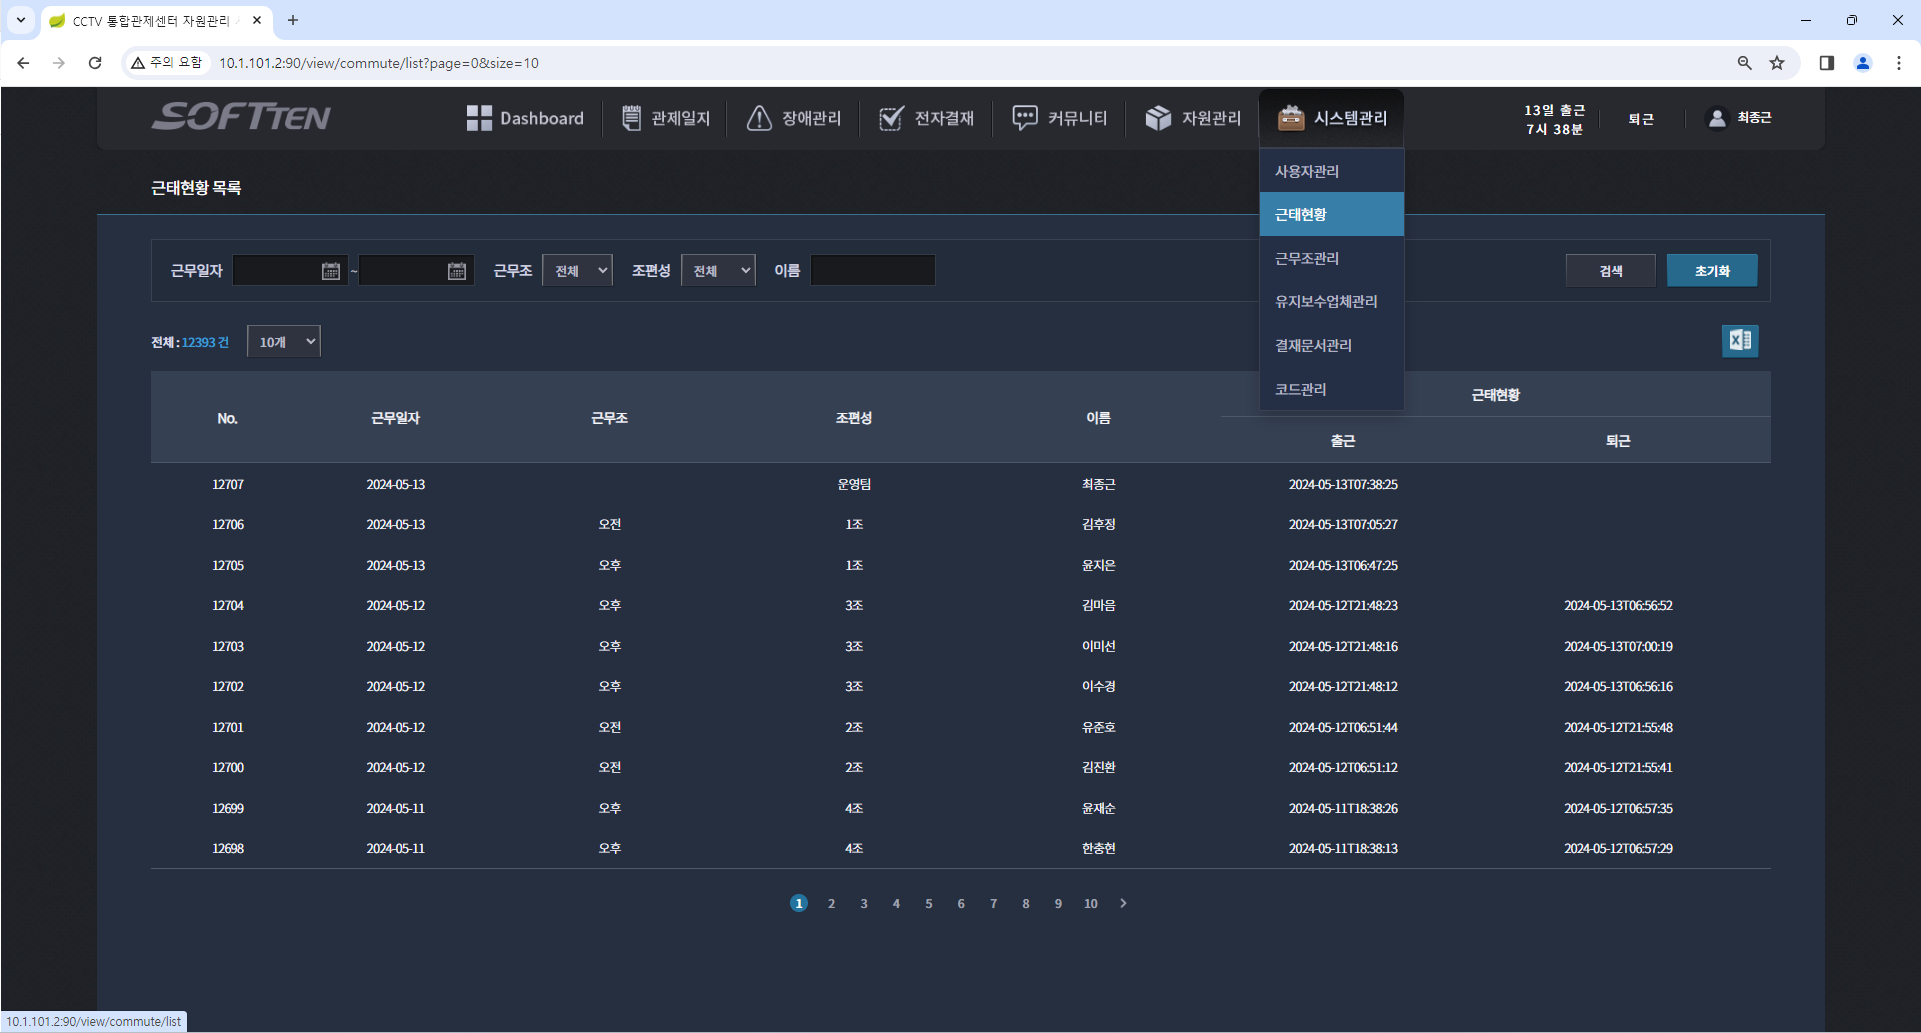 CCTV 통합관제센터 자원관리
주의 요함 10.1.101.2:90/view/commute/list?page=0&size=10
SOFTTEN Dashboard 관제일지 장애관리 전자결재 커뮤니티 자원관리 시스템관리 13일 출근 퇴근 최종근
7시 38분
사용자관리
근태현황
근무조관리
유지보수업체관리
결재문서관리
코드관리
근태현황 목록
근무일자 ~ 근무조 전체 조편성 전체 이름 검색 초기화
전체 : 12393 건 10개
No. 근무일자 근무조 조편성 이름 근태현황
출근 퇴근
12707 2024-05-13 운영팀 최종근 2024-05-13T07:38:25
12706 2024-05-13 오전 1조 김후정 2024-05-13T07:05:27
12705 2024-05-13 오후 1조 윤지은 2024-05-13T06:47:25
12704 2024-05-12 오후 3조 김마음 2024-05-12T21:48:23 2024-05-13T06:56:52
12703 2024-05-12 오후 3조 이미선 2024-05-12T21:48:16 2024-05-13T07:00:19
12702 2024-05-12 오후 3조 이수경 2024-05-12T21:48:12 2024-05-13T06:56:16
12701 2024-05-12 오전 2조 유준호 2024-05-12T06:51:44 2024-05-12T21:55:48
12700 2024-05-12 오전 2조 김진환 2024-05-12T06:51:12 2024-05-12T21:55:41
12699 2024-05-11 오후 4조 윤재순 2024-05-11T18:38:26 2024-05-12T06:57:35
12698 2024-05-11 오후 4조 한충현 2024-05-11T18:38:13 2024-05-12T06:57:29
1 2 3 4 5 6 7 8 9 10
10.1.101.2:90/view/commute/list